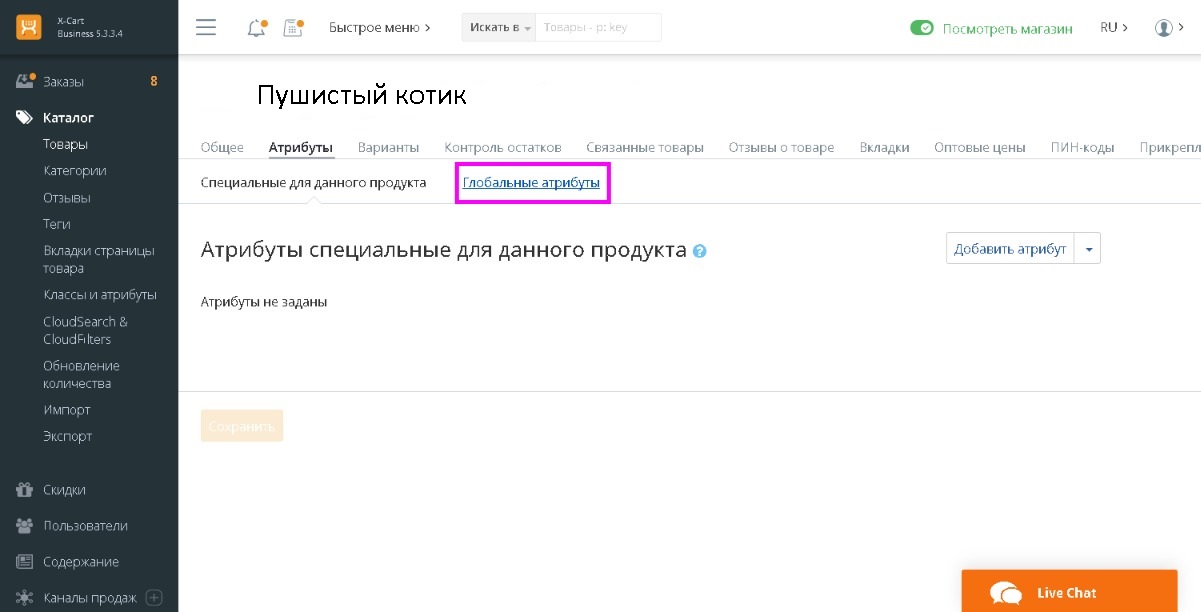 X-Cart
Business 5.3.3.4
Быстрое меню
Искать в
Товары - p: key
Посмотреть магазин
RU
Заказы 8
Каталог
Товары
Категории
Отзывы
Теги
Вкладки страницы
товара
Классы и атрибуты
CloudSearch &
CloudFilters
Обновление
количества
Импорт
Экспорт
Скидки
Пользователи
Содержание
Каналы продаж
Пушистый котик
Общее Атрибуты Варианты Контроль остатков Связанные товары Отзывы о товаре Вкладки Оптовые цены ПИН-коды Прикрепл
Специальные для данного продукта Глобальные атрибуты
Атрибуты специальные для данного продукта ?
Добавить атрибут
Атрибуты не заданы
Сохранить
Live Chat